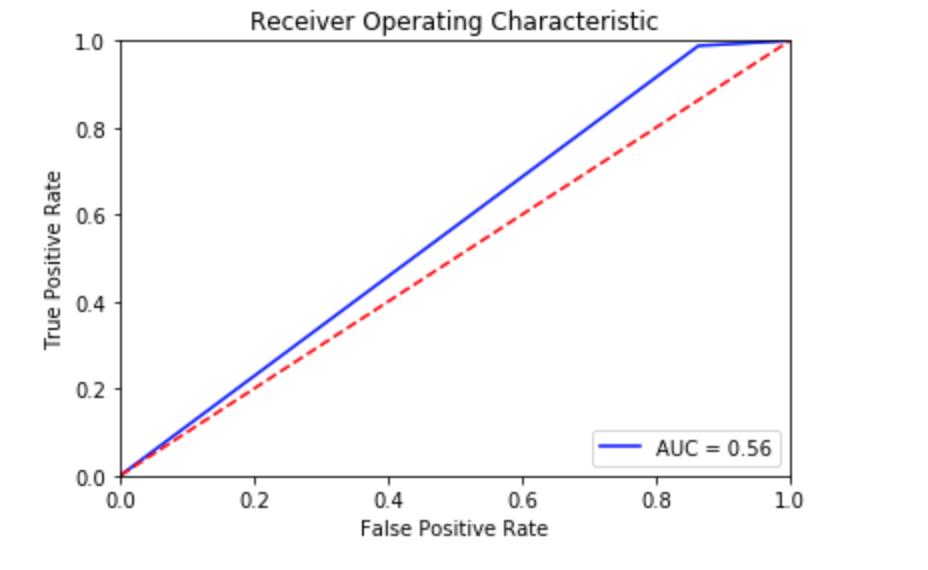 Receiver Operating Characteristic
1.0
0.8
0.6
0.4
0.2
0.0
True Positive Rate
AUC = 0.56
0.0 0.2 0.4 0.6 0.8 1.0
False Positive Rate